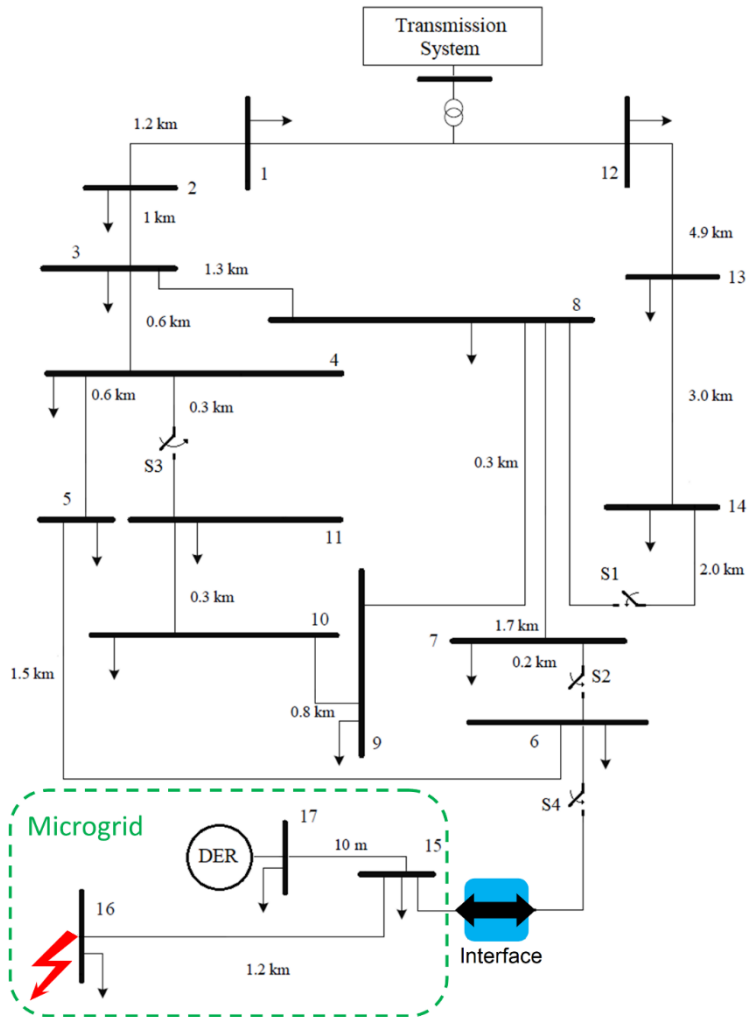 Transmission
System
1.2 km
1
12
2
1 km
4.9 km
3
1.3 km
13
8
0.6 km
4
0.6 km
0.3 km
3.0 km
S3
0.3 km
5
14
11
S1
2.0 km
0.3 km
10
1.7 km
7
0.2 km
S2
1.5 km
0.8 km
9
6
S4
Microgrid
17
10 m
15
DER
16
Interface
1.2 km